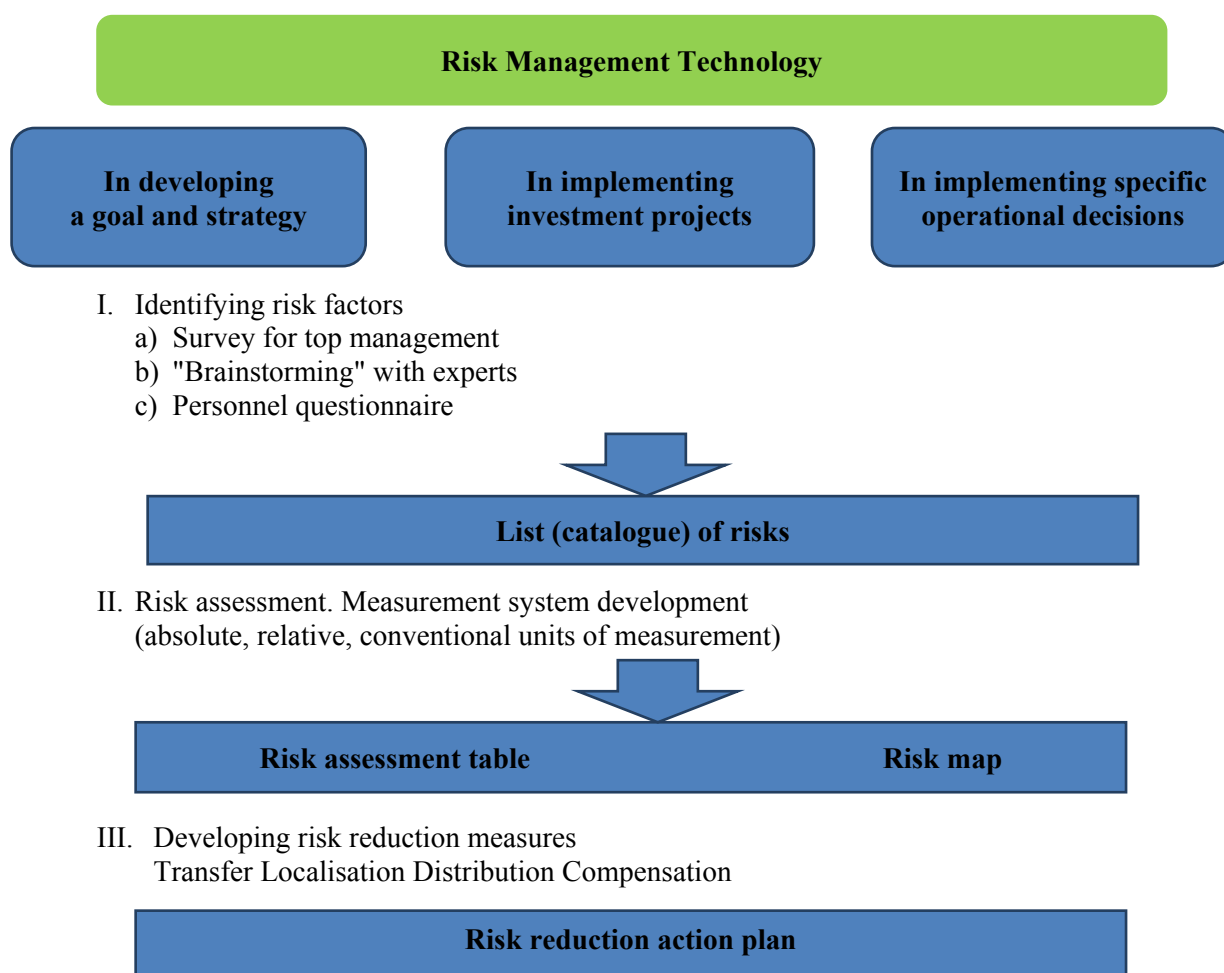 Risk Management Technology
In developing
a goal and strategy
In implementing
investment projects
In implementing specific
operational decisions
I. Identifying risk factors
a) Survey for top management
b) "Brainstorming" with experts
c) Personnel questionnaire
List (catalogue) of risks
II. Risk assessment. Measurement system development
(absolute, relative, conventional units of measurement)
Risk assessment table
Risk map
III. Developing risk reduction measures
Transfer Localisation Distribution Compensation
Risk reduction action plan